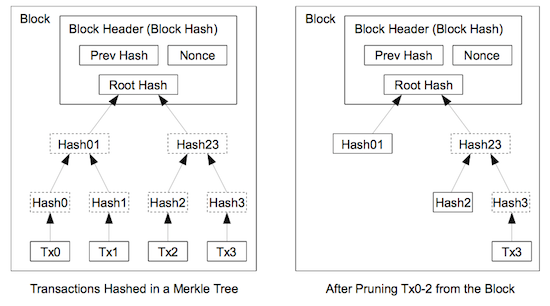 Block
Block Header (Block Hash)
Prev Hash
Nonce
Root Hash
Hash01
Hash23
Hash0
Hash1
Hash2
Hash3
Tx0
Tx1
Tx2
Tx3
Transactions Hashed in a Merkle Tree
Block
Block Header (Block Hash)
Prev Hash
Nonce
Root Hash
Hash01
Hash23
Hash2
Hash3
Tx3
After Pruning Tx0-2 from the Block